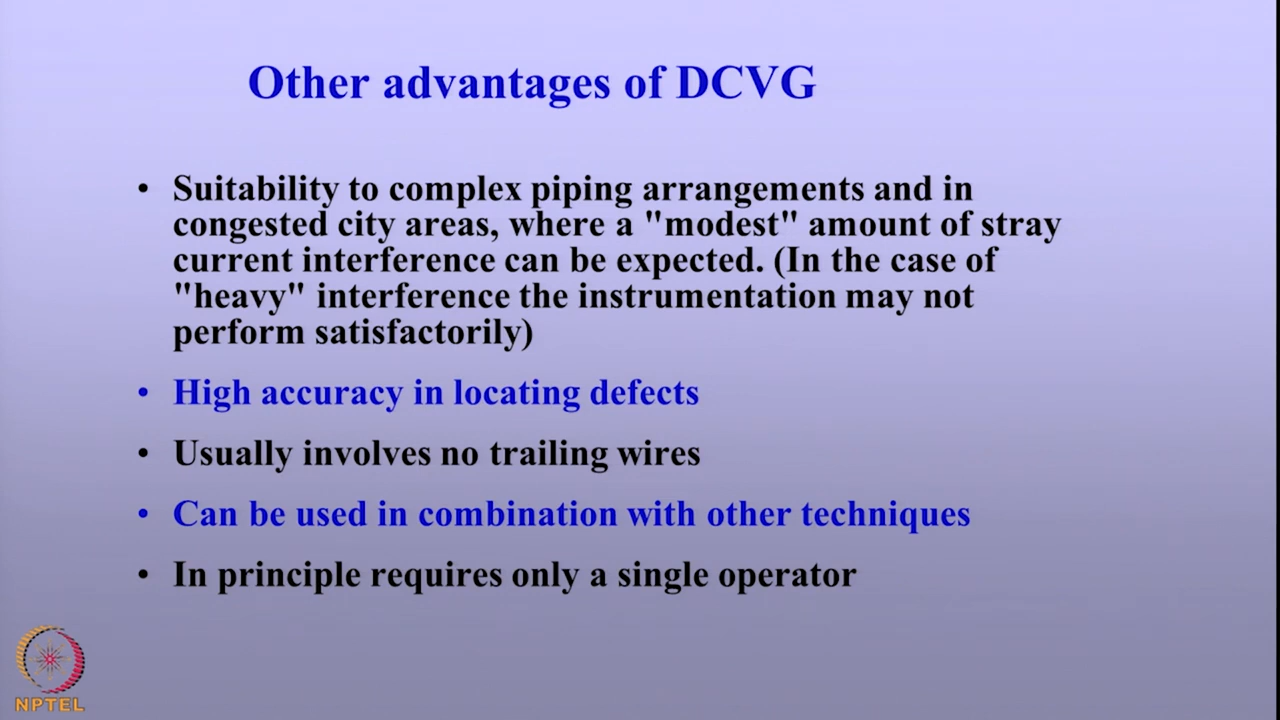 Other advantages of DCVG
• Suitability to complex piping arrangements and in
congested city areas, where a "modest" amount of stray
current interference can be expected. (In the case of
"heavy" interference the instrumentation may not
perform satisfactorily)
• High accuracy in locating defects
• Usually involves no trailing wires
• Can be used in combination with other techniques
• In principle requires only a single operator
NPTEL